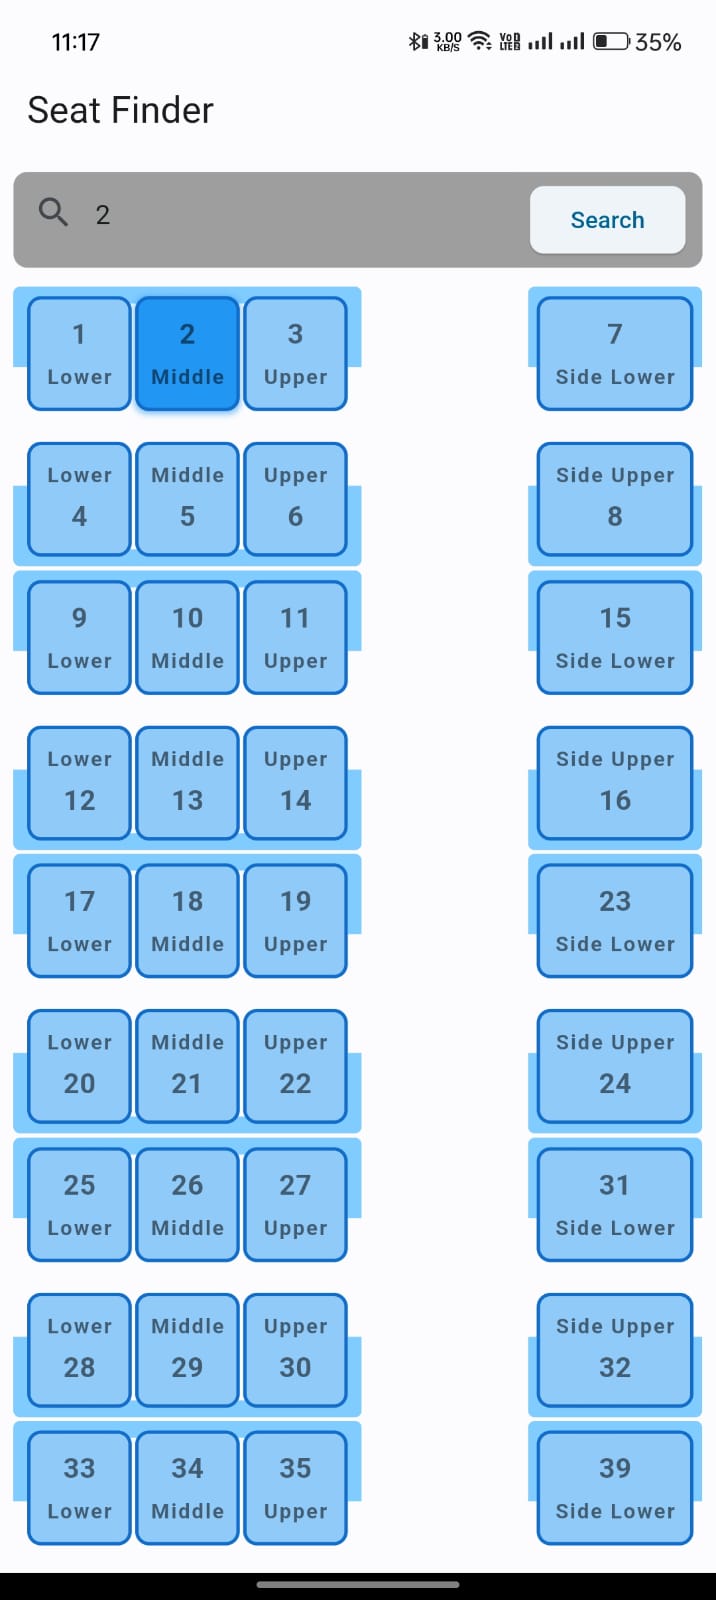 11:17 3.00 KB/S VoD LTE2 35%
Seat Finder
2 Search
1 2 3 7
Lower Middle Upper Side Lower
Lower Middle Upper Side Upper
4 5 6 8
9 10 11 15
Lower Middle Upper Side Lower
Lower Middle Upper Side Upper
12 13 14 16
17 18 19 23
Lower Middle Upper Side Lower
Lower Middle Upper Side Upper
20 21 22 24
25 26 27 31
Lower Middle Upper Side Lower
Lower Middle Upper Side Upper
28 29 30 32
33 34 35 39
Lower Middle Upper Side Lower